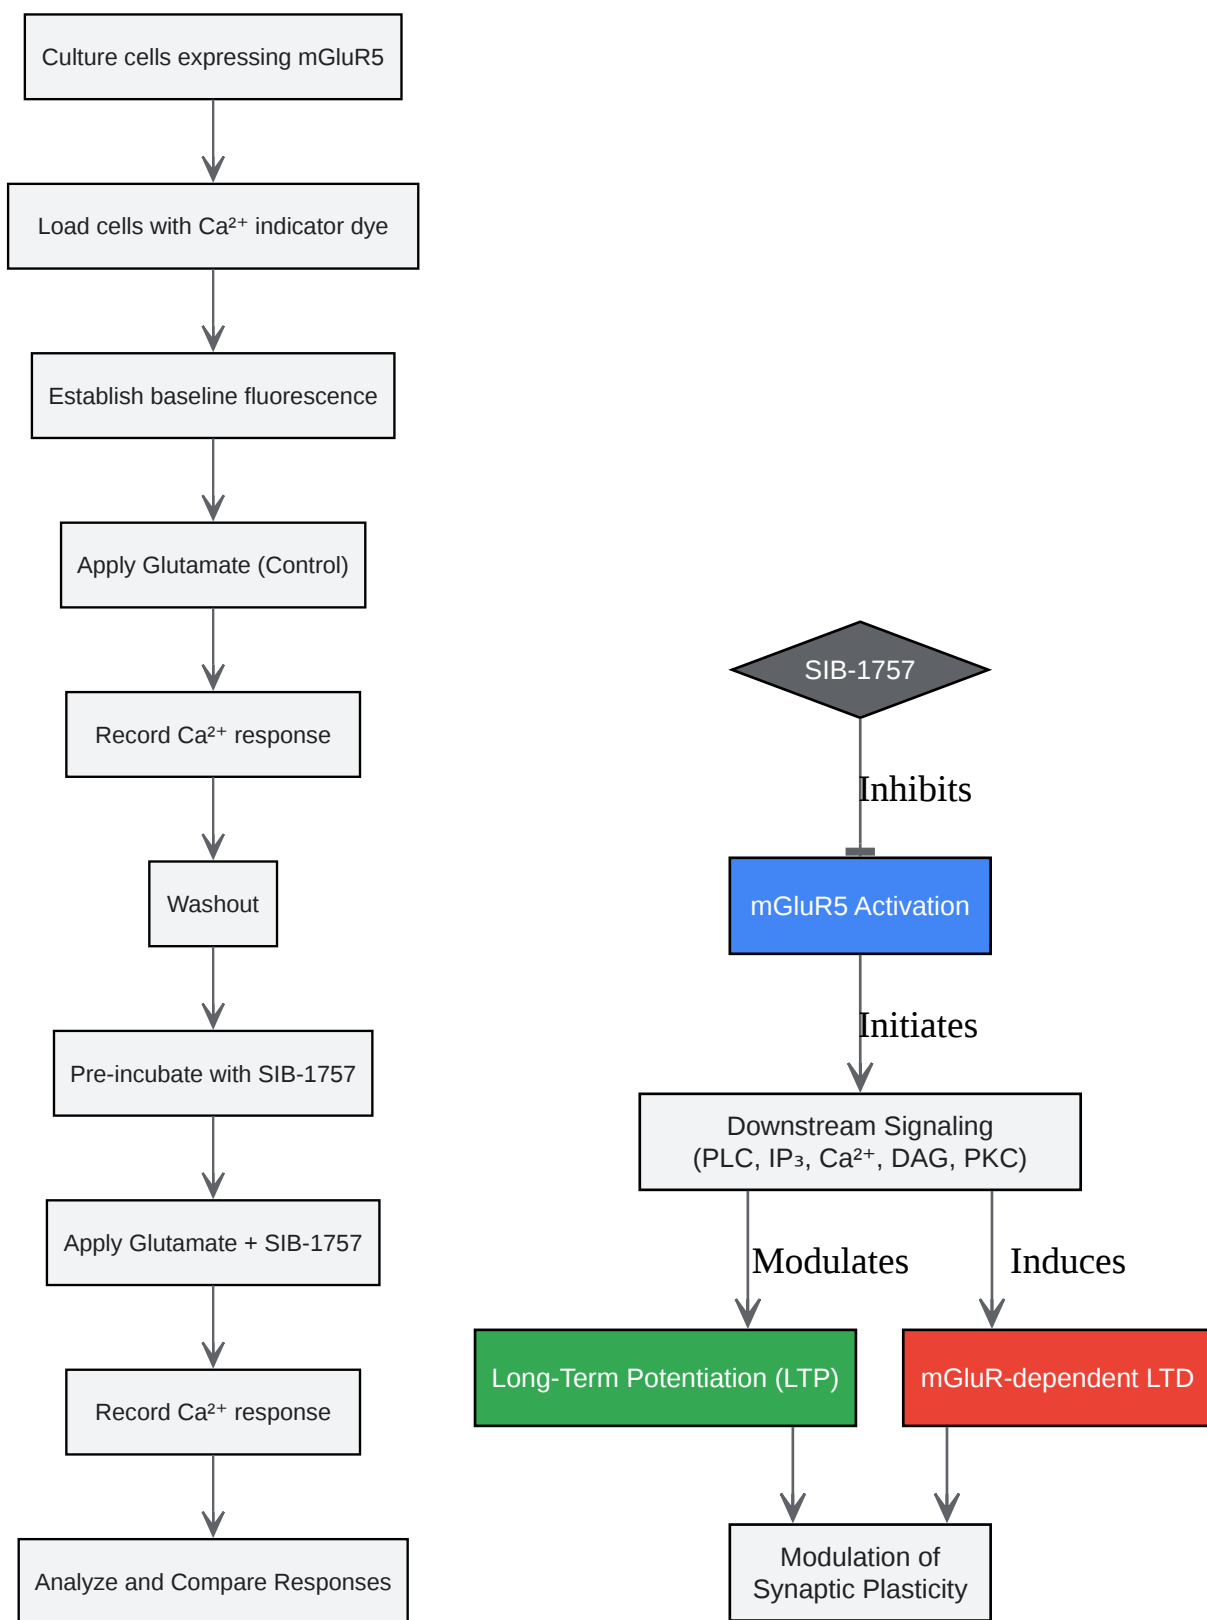 Culture cells expressing mGluR5
Load cells with Ca²⁺ indicator dye
Establish baseline fluorescence
Apply Glutamate (Control)
Record Ca²⁺ response
Washout
Pre-incubate with SIB-1757
Apply Glutamate + SIB-1757
Record Ca²⁺ response
Analyze and Compare Responses
SIB-1757
Inhibits
mGluR5 Activation
Initiates
Downstream Signaling
(PLC, IP₃, Ca²⁺, DAG, PKC)
Modulates
Induces
Long-Term Potentiation (LTP)
mGluR-dependent LTD
Modulation of
Synaptic Plasticity